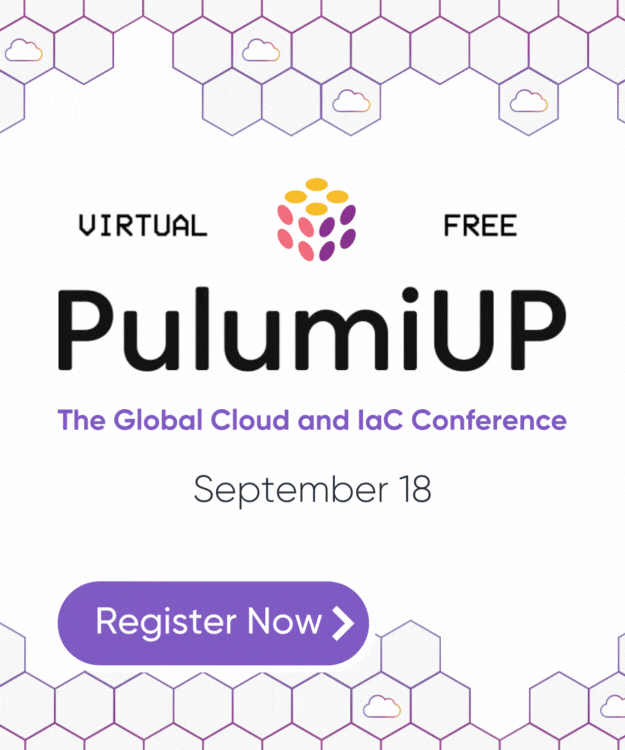 VIRTUAL FREE
PulumiUP
The Global Cloud and IaC Conference
September 18
Register Now